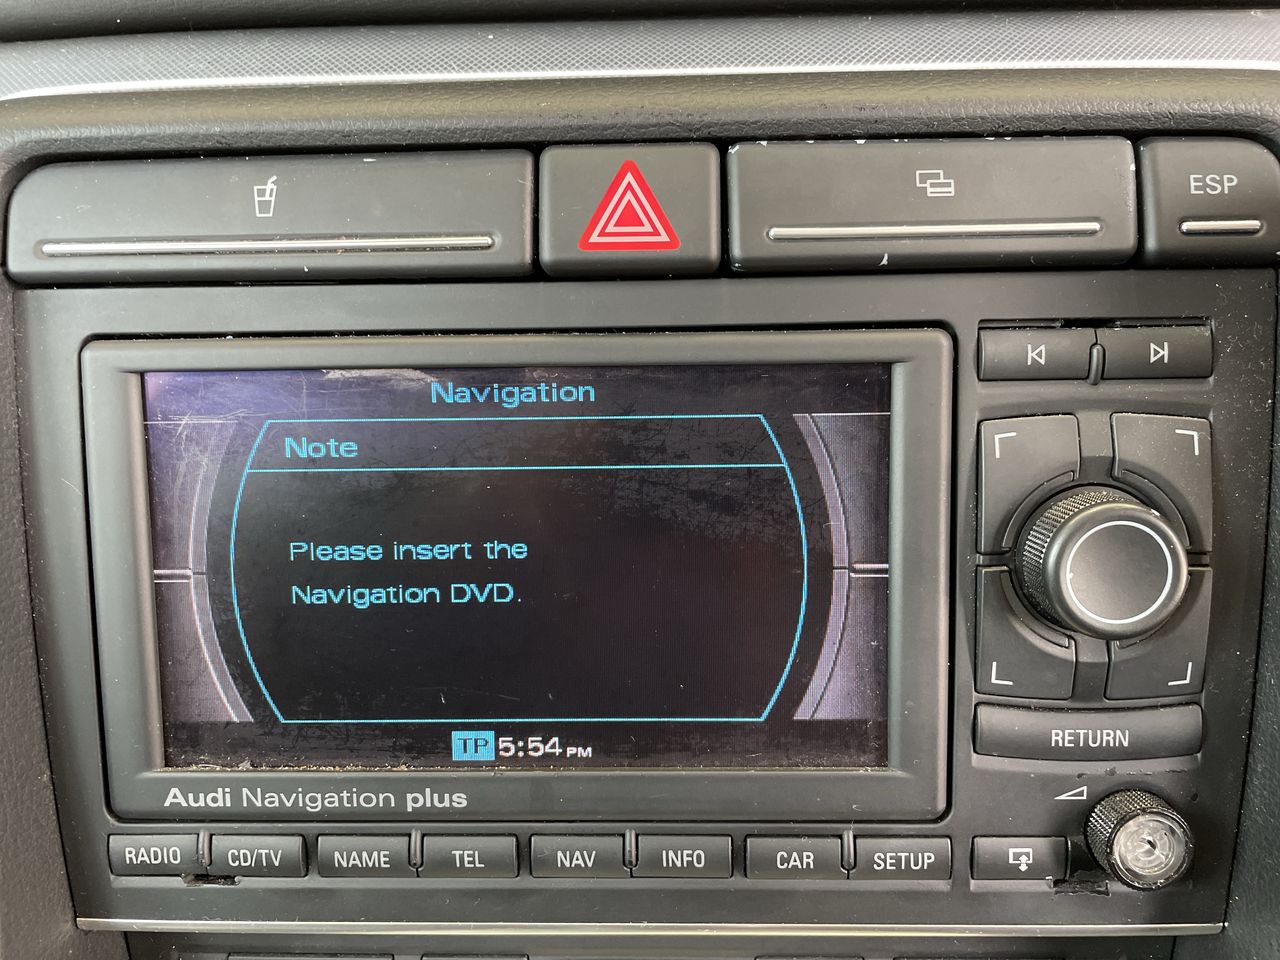 ESP
Navigation
Note
Please insert the
Navigation DVD.
TP 5:54 PM
RETURN
Audi Navigation plus
RADIO CD/TV NAME TEL NAV INFO CAR SETUP